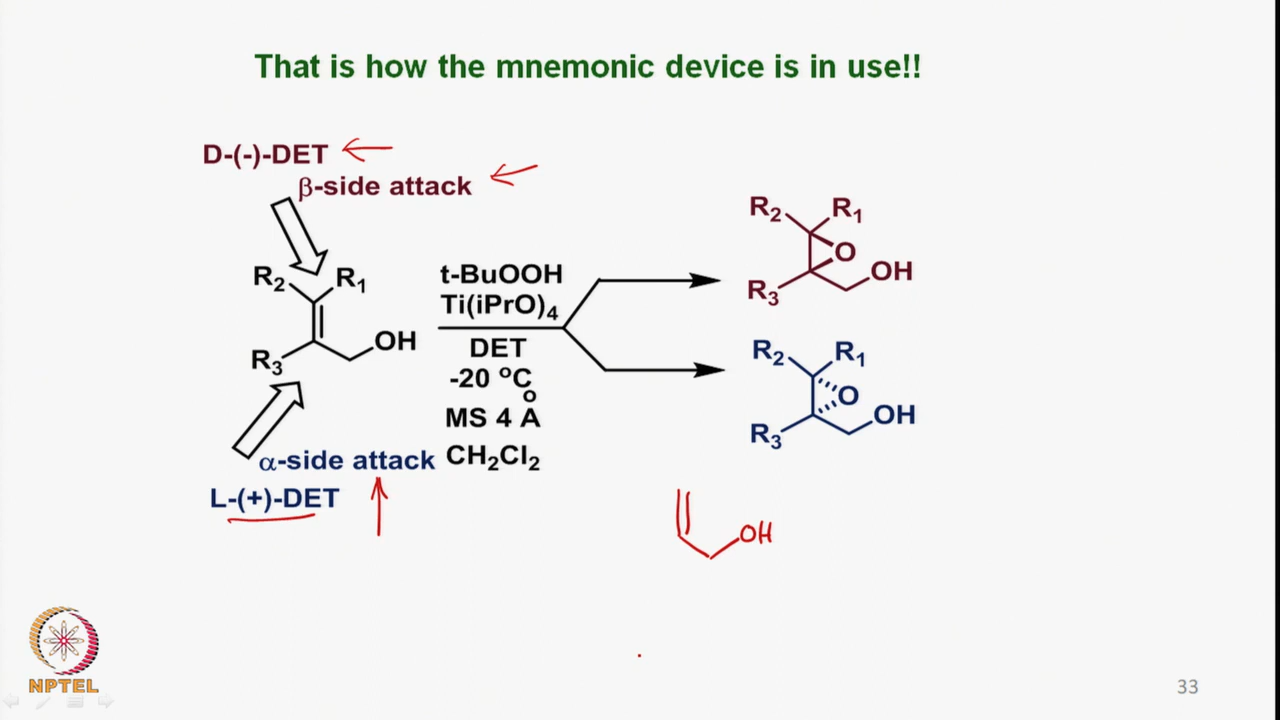 That is how the mnemonic device is in use!!
D-(-)-DET
β-side attack
R₂ R₁
R₃ OH
α-side attack
L-(+)-DET
t-BuOOH
Ti(iPrO)₄
DET
-20 ⁰C
MS 4 Å
CH₂Cl₂
R₂ R₁
O
R₃ OH
R₂ R₁
O
R₃ OH
OH
NPTEL
33